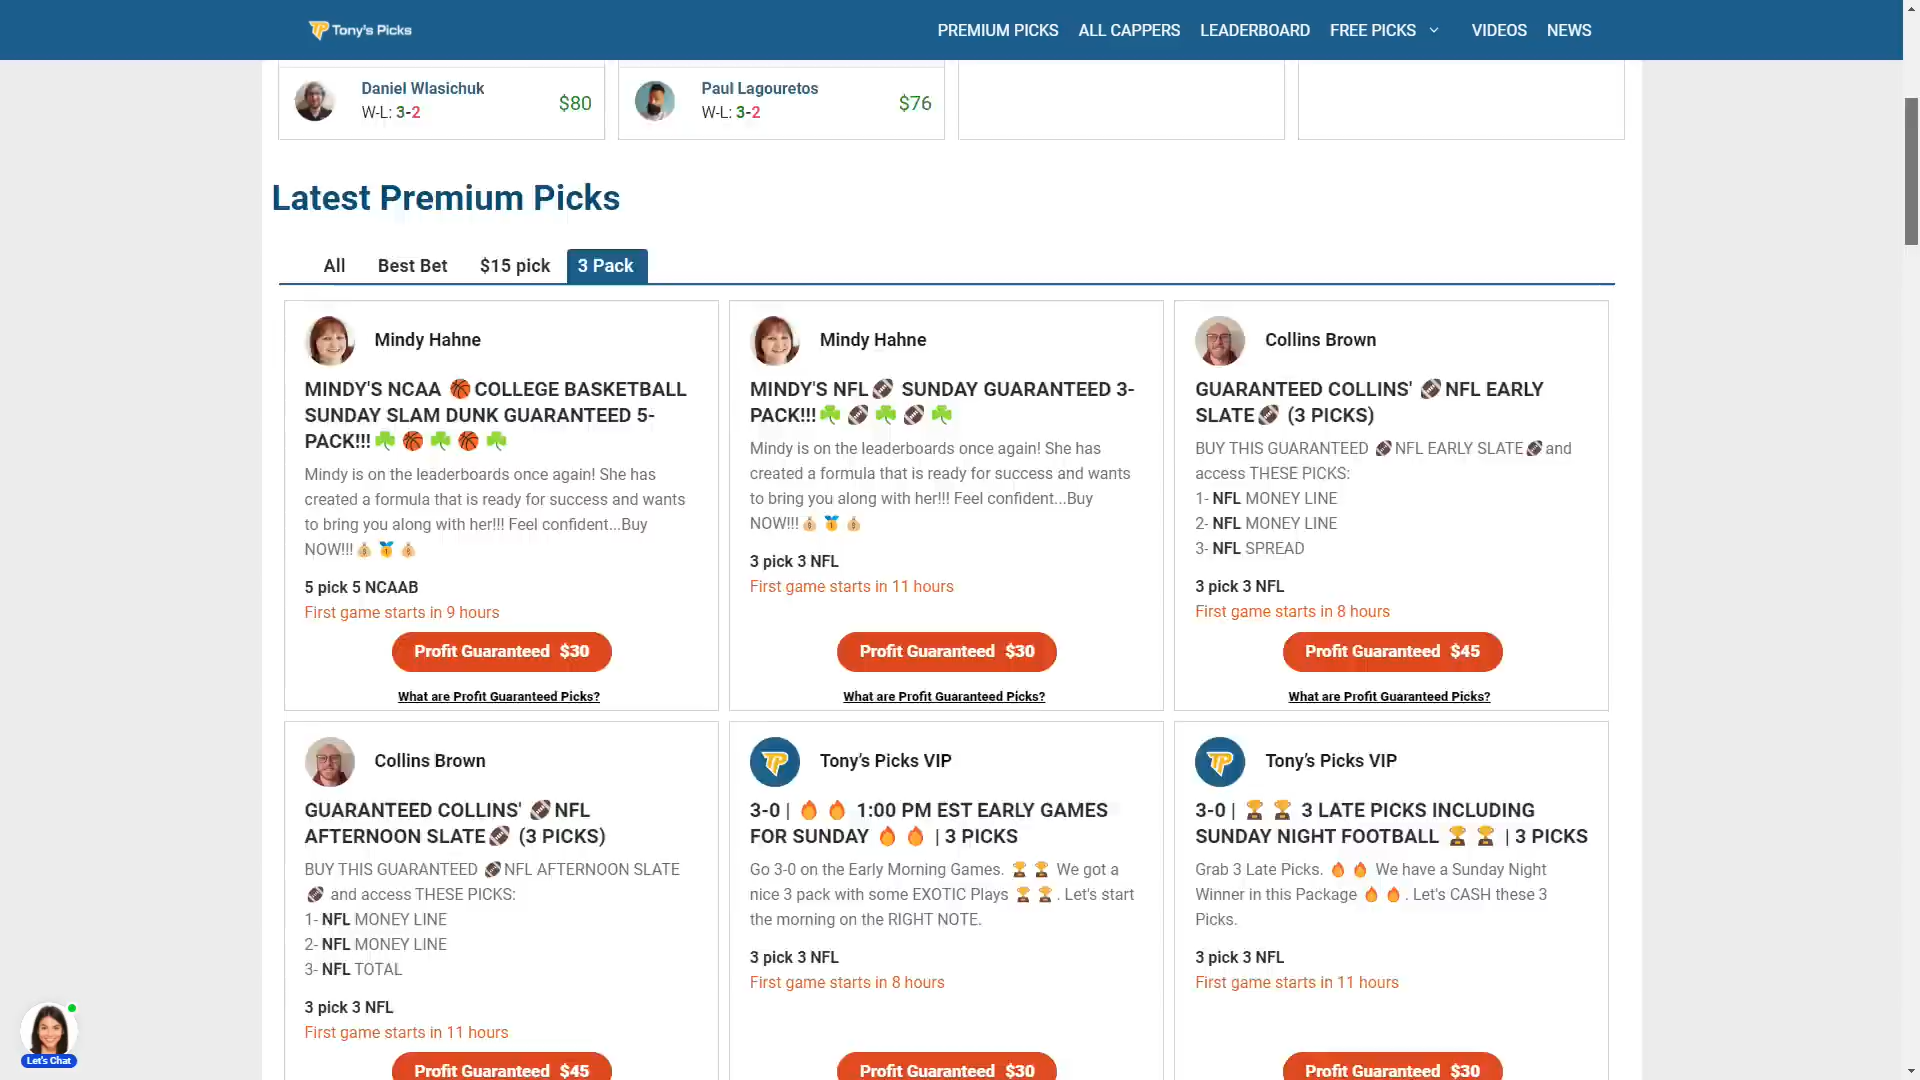 Tony's Picks
PREMIUM PICKS ALL CAPPERS LEADERBOARD FREE PICKS VIDEOS NEWS
Daniel Wlasichuk
W-L: 3-2
$80
Paul Lagouretos
W-L: 3-2
$76
Latest Premium Picks
All Best Bet $15 pick 3 Pack
Mindy Hahne
MINDY'S NCAA 🏀COLLEGE BASKETBALL
SUNDAY SLAM DUNK GUARANTEED 5-
PACK!!!☘️ 🏀 ☘️ 🏀 ☘️
Mindy is on the leaderboards once again! She has
created a formula that is ready for success and wants
to bring you along with her!!! Feel confident...Buy
NOW!!!💰 🥇 💰
5 pick 5 NCAAB
First game starts in 9 hours
Profit Guaranteed $30
What are Profit Guaranteed Picks?
Mindy Hahne
MINDY'S NFL🏈 SUNDAY GUARANTEED 3-
PACK!!!☘️ 🏈 ☘️ 🏈 ☘️
Mindy is on the leaderboards once again! She has
created a formula that is ready for success and wants
to bring you along with her!!! Feel confident...Buy
NOW!!!💰 🥇 💰
3 pick 3 NFL
First game starts in 11 hours
Profit Guaranteed $30
What are Profit Guaranteed Picks?
Collins Brown
GUARANTEED COLLINS' 🏈NFL EARLY
SLATE🏈 (3 PICKS)
BUY THIS GUARANTEED 🏈NFL EARLY SLATE🏈and
access THESE PICKS:
1- NFL MONEY LINE
2- NFL MONEY LINE
3- NFL SPREAD
3 pick 3 NFL
First game starts in 8 hours
Profit Guaranteed $45
What are Profit Guaranteed Picks?
Collins Brown
GUARANTEED COLLINS' 🏈NFL
AFTERNOON SLATE🏈 (3 PICKS)
BUY THIS GUARANTEED 🏈NFL AFTERNOON SLATE
🏈 and access THESE PICKS:
1- NFL MONEY LINE
2- NFL MONEY LINE
3- NFL TOTAL
3 pick 3 NFL
First game starts in 11 hours
Profit Guaranteed $45
TP
Tony's Picks VIP
3-0 | 🔥 🔥 1:00 PM EST EARLY GAMES
FOR SUNDAY 🔥 🔥 | 3 PICKS
Go 3-0 on the Early Morning Games. 🏆 🏆 We got a
nice 3 pack with some EXOTIC Plays 🏆 🏆. Let's start
the morning on the RIGHT NOTE.
3 pick 3 NFL
First game starts in 8 hours
Profit Guaranteed $30
TP
Tony's Picks VIP
3-0 | 🏆 🏆 3 LATE PICKS INCLUDING
SUNDAY NIGHT FOOTBALL 🏆 🏆 | 3 PICKS
Grab 3 Late Picks. 🔥 🔥 We have a Sunday Night
Winner in this Package 🔥 🔥. Let's CASH these 3
Picks.
3 pick 3 NFL
First game starts in 11 hours
Profit Guaranteed $30
Let's Chat